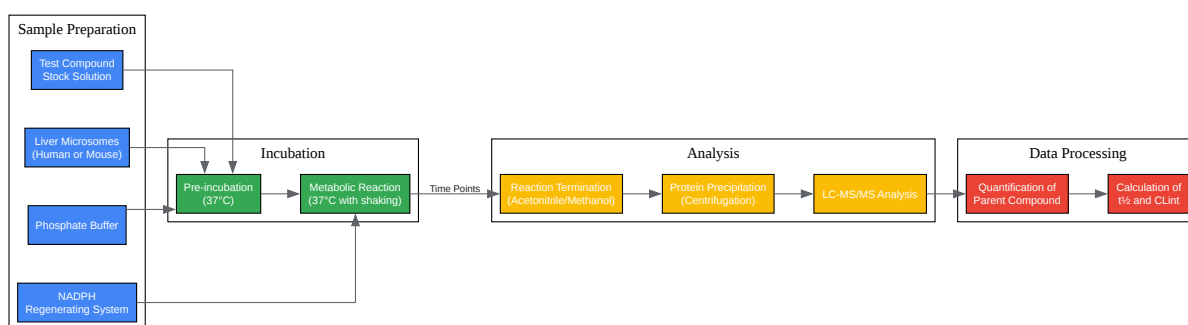 Sample Preparation
Test Compound
Stock Solution
Liver Microsomes
(Human or Mouse)
Phosphate Buffer
NADPH
Regenerating System
Incubation
Pre-incubation
(37°C)
Metabolic Reaction
(37°C with shaking)
Time Points
Analysis
Reaction Termination
(Acetonitrile/Methanol)
Protein Precipitation
(Centrifugation)
LC-MS/MS Analysis
Data Processing
Quantification of
Parent Compound
Calculation of
t½ and CLint